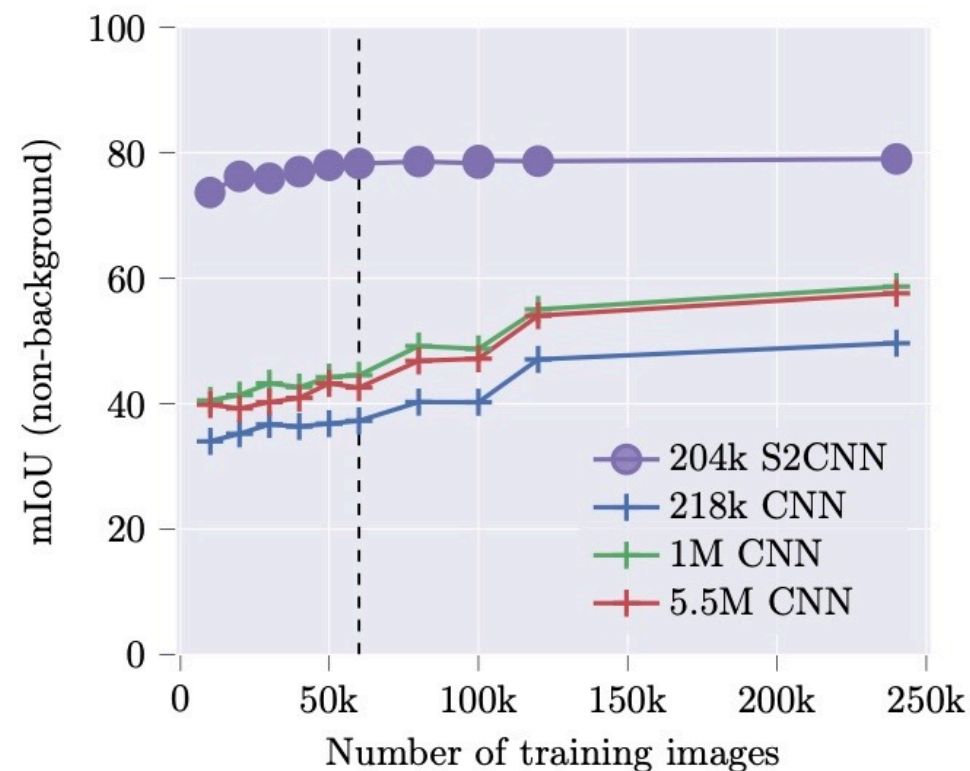 100
80
60
40
20
0
mIoU (non-background)
204k S2CNN
218k CNN
1M CNN
5.5M CNN
0 50k 100k 150k 200k 250k
Number of training images